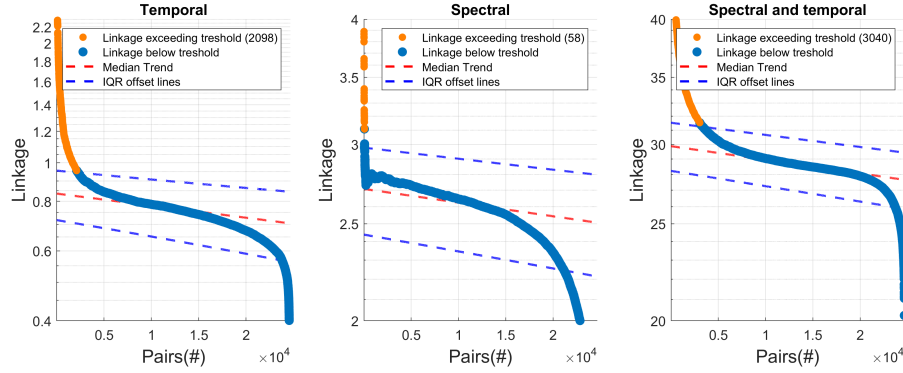 Temporal
Linkage exceeding treshold (2098)
Linkage below treshold
Median Trend
IQR offset lines
2.2
2
1.8
1.6
1.4
1.2
1
0.8
0.6
0.4
Linkage
0.5 1 1.5 2
Pairs(#)
×10^4
Spectral
Linkage exceeding treshold (58)
Linkage below treshold
Median Trend
IQR offset lines
4
3.5
3
2.5
2
Linkage
0.5 1 1.5 2
Pairs(#)
×10^4
Spectral and temporal
Linkage exceeding treshold (3040)
Linkage below treshold
Median Trend
IQR offset lines
40
35
30
25
20
Linkage
0.5 1 1.5 2
Pairs(#)
×10^4